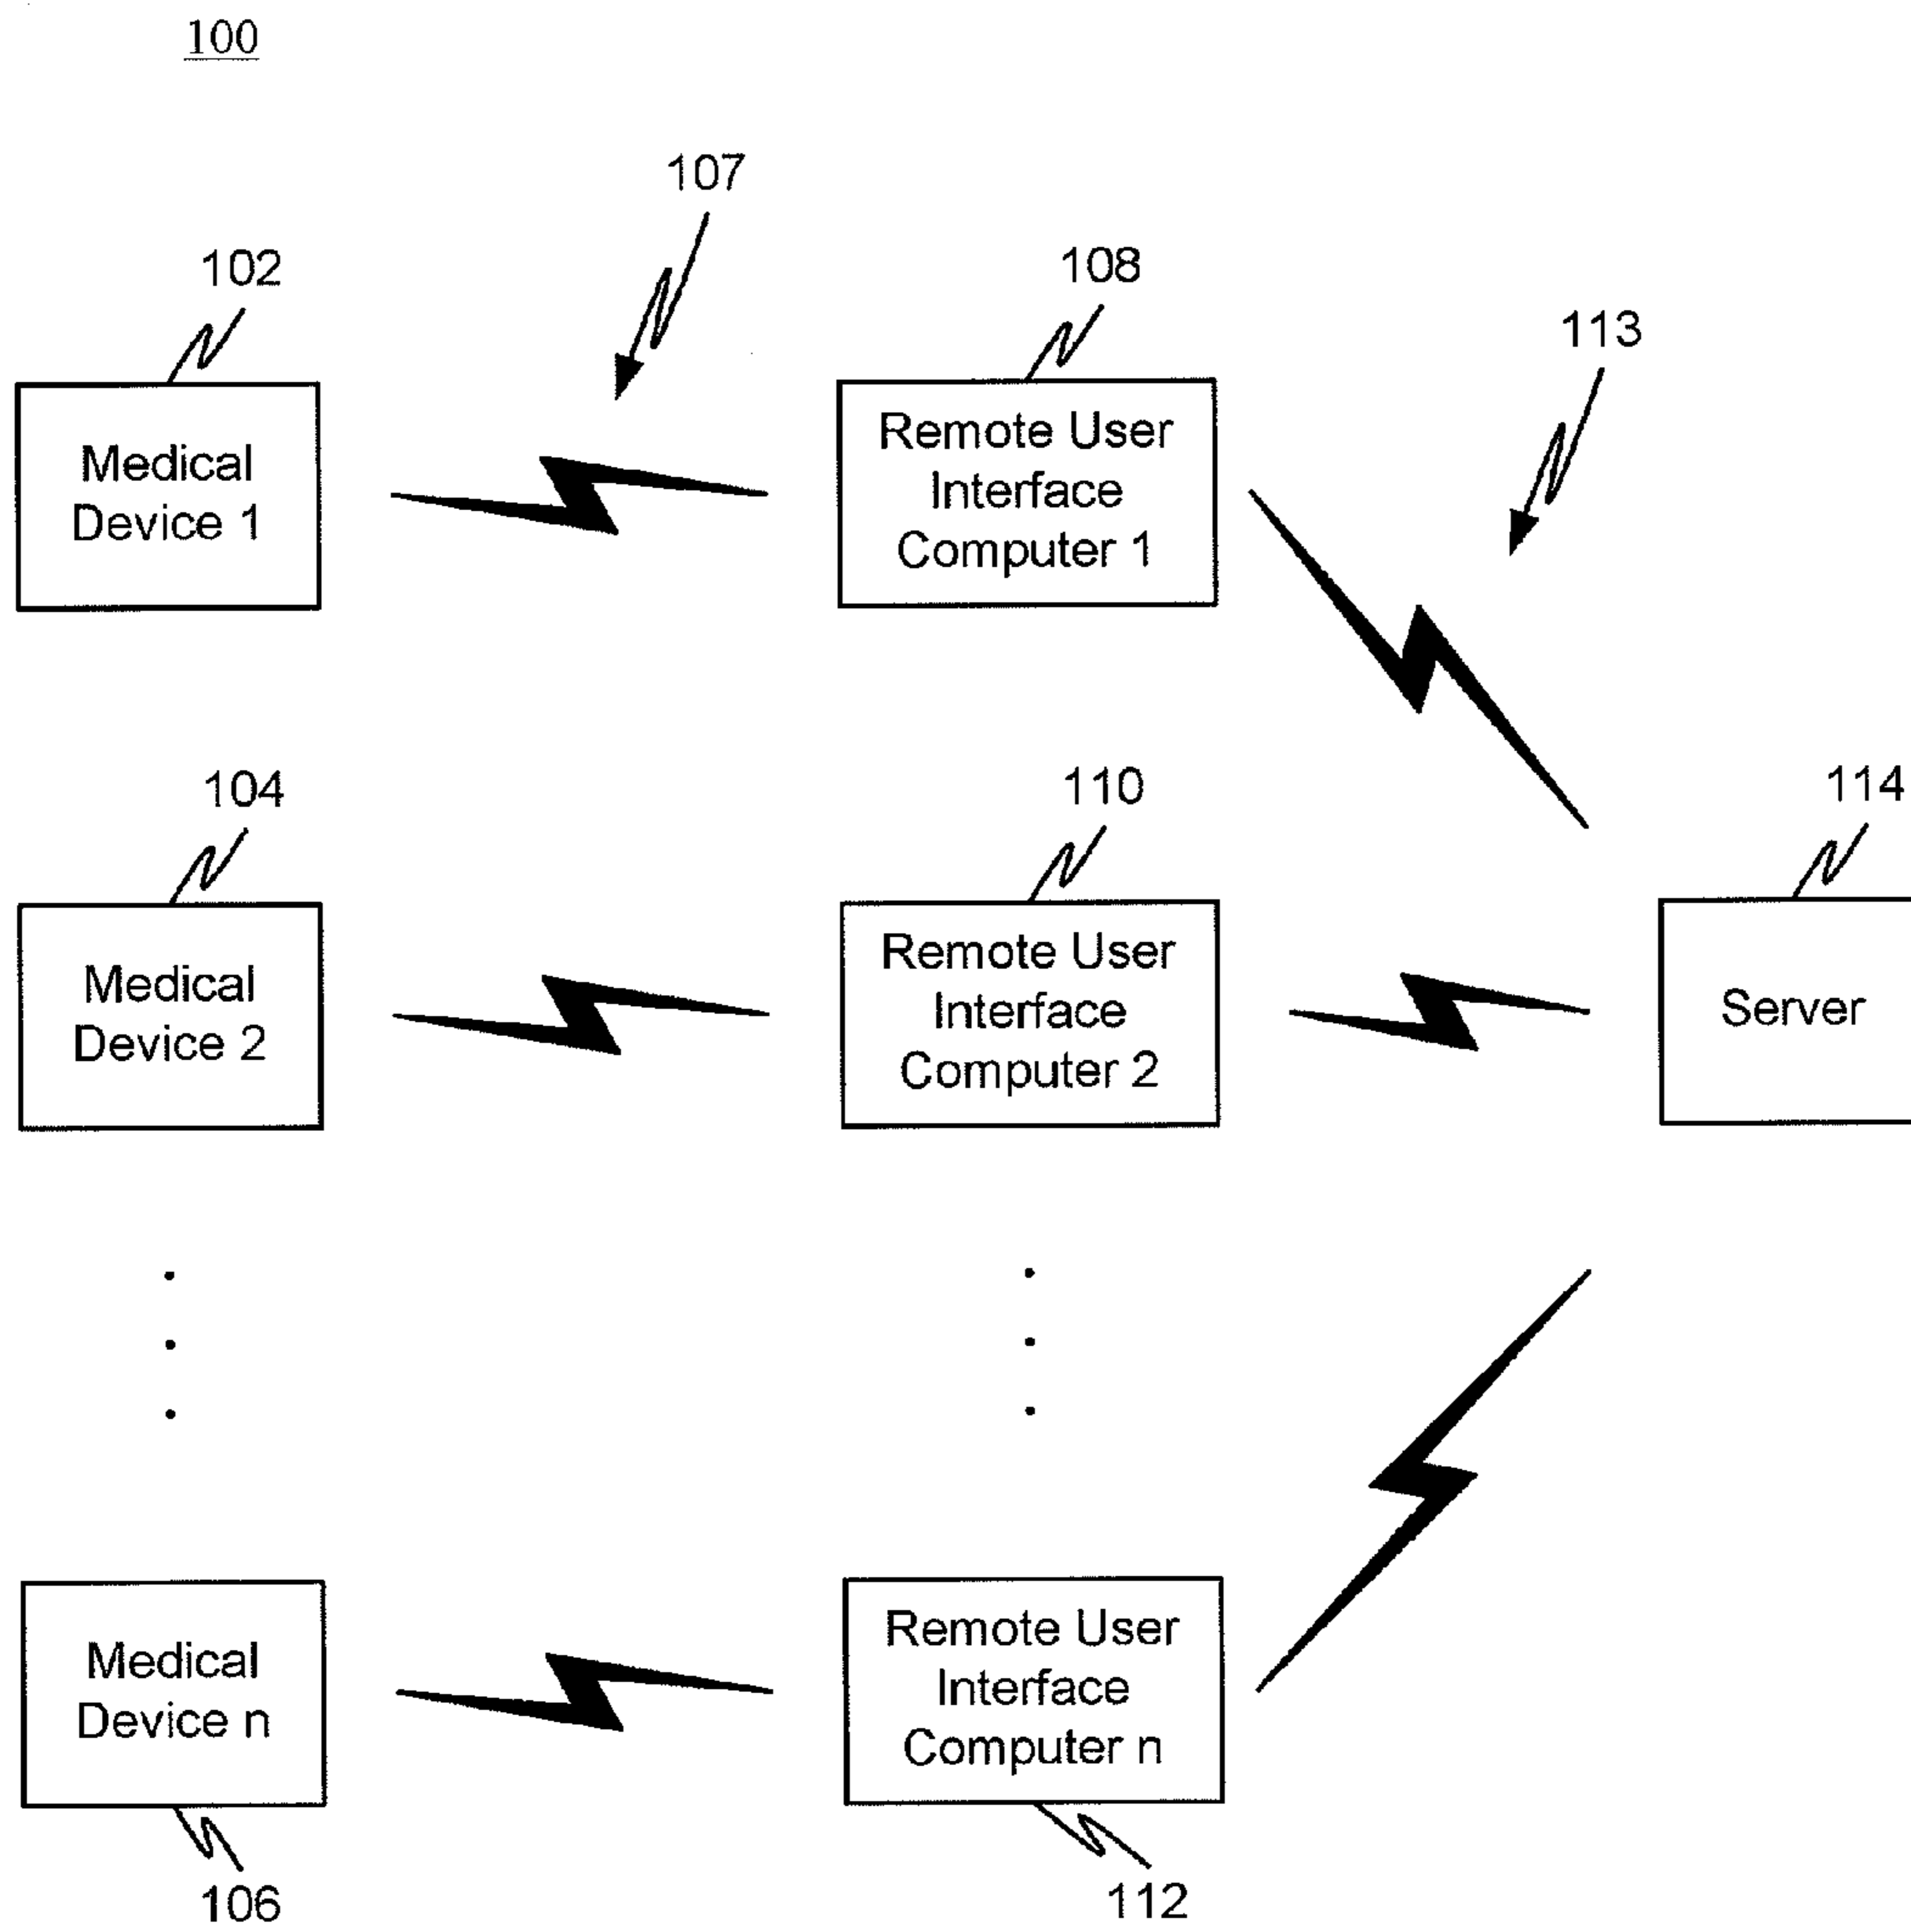 100
107
102
108
113
Medical
Device 1
Remote User
Interface
Computer 1
104
110
114
Medical
Device 2
Remote User
Interface
Computer 2
Server
Medical
Device n
Remote User
Interface
Computer n
106
112